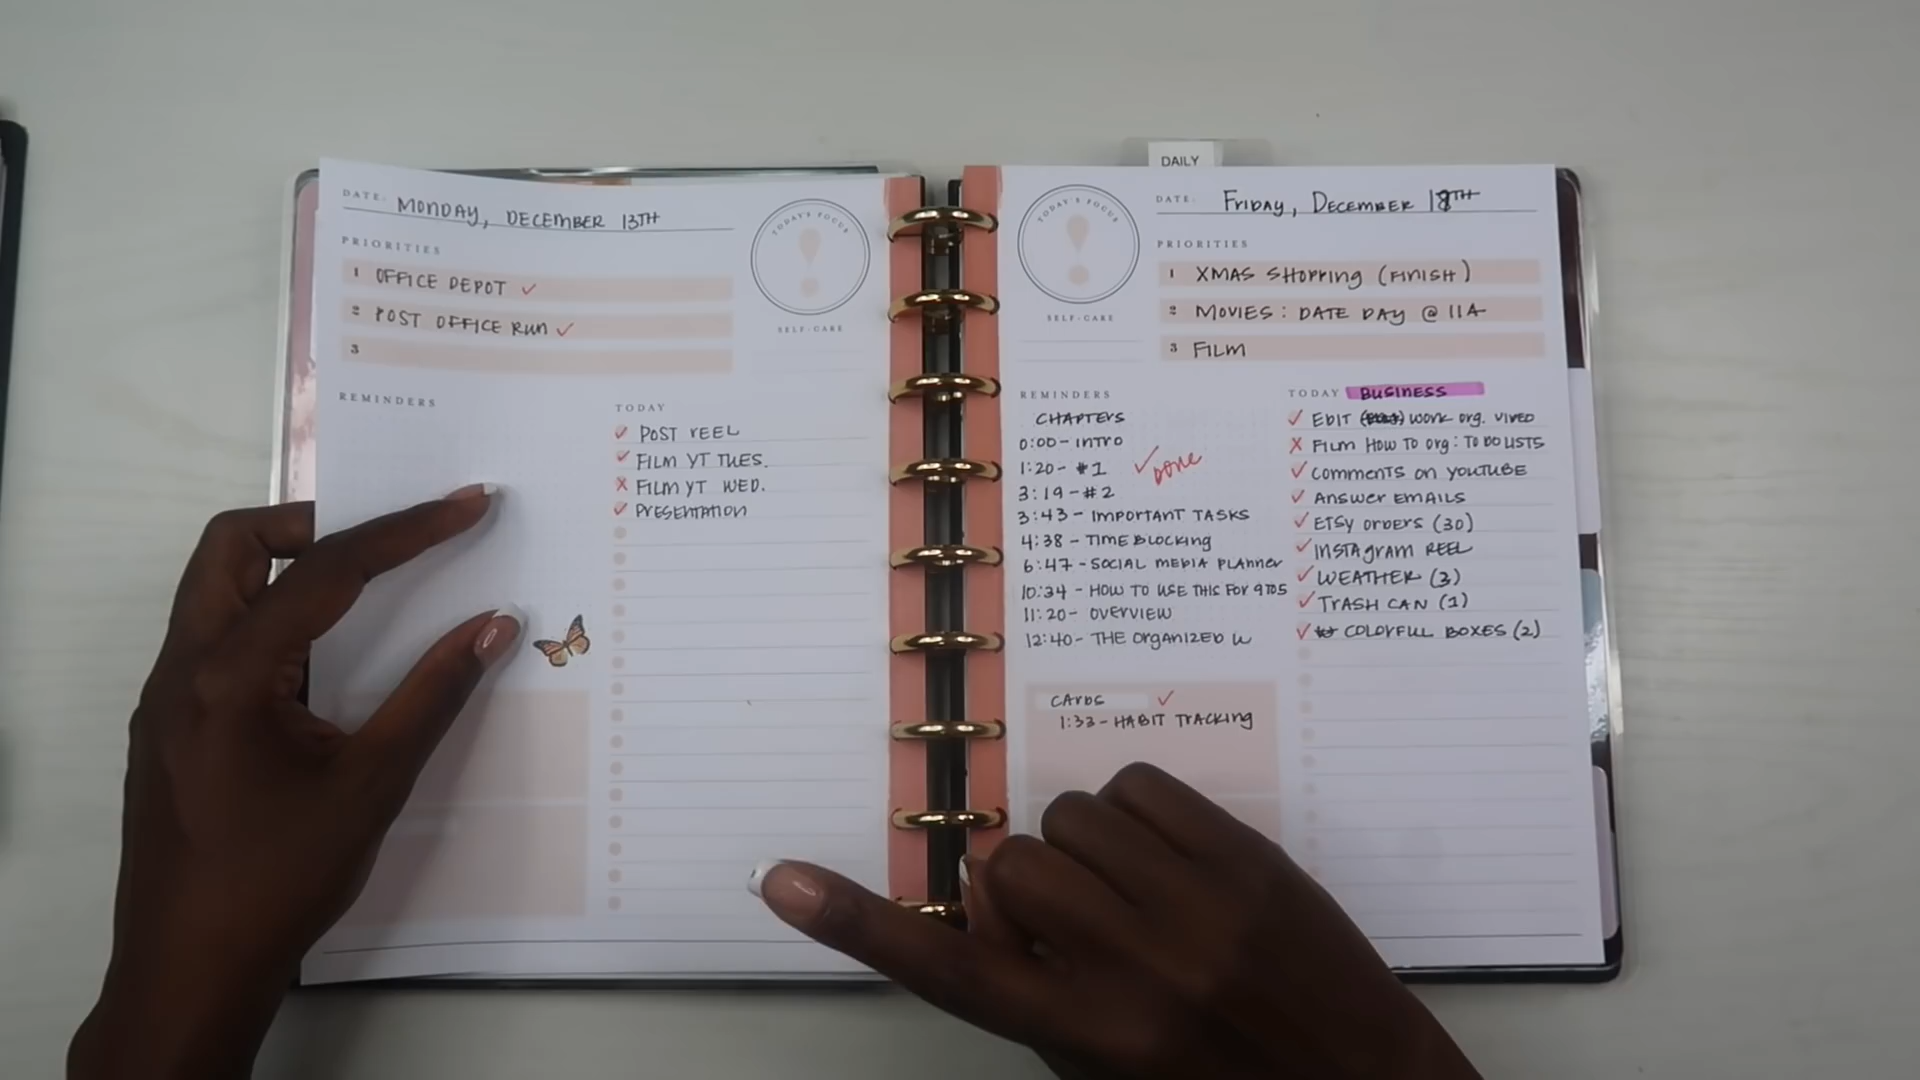 DAILY
DATE: MONDAY, DECEMBER 13TH
TODAY'S FOCUS
PRIORITIES
1 OFFICE DEPOT ✓
2 POST OFFICE RUN ✓
3
SELF-CARE
REMINDERS
TODAY
✓ POST REEL
✓ FILM YT TUES.
X FILM YT WED.
✓ PRESENTATION
TODAY'S FOCUS
SELF-CARE
DATE: FRIDAY, DECEMBER TH
PRIORITIES
1 XMAS SHOPPING (FINISH)
2 MOVIES: DATE DAY @ 11A
3 FILM
REMINDERS
CHAPTERS
0:00 - INTRO
1:20 - #1 ✓ DONE
3:19 - #2
3:43 - IMPORTANT TASKS
4:38 - TIME BLOCKING
6:47 - SOCIAL MEDIA PLANNER
10:34 - HOW TO USE THIS FOR 9TO5
11:20 - OVERVIEW
12:40 - THE ORGANIZED W
CARDS ✓
1:33 - HABIT TRACKING
TODAY BUSINESS
✓ EDIT WORK ORG. VIDEO
X FILM HOW TO ORG: TO DO LISTS
✓ COMMENTS ON YOUTUBE
✓ ANSWER EMAILS
✓ ETSY ORDERS (30)
✓ INSTAGRAM REEL
✓ WEATHER (3)
✓ TRASH CAN (1)
✓ COLORFUL BOXES (2)